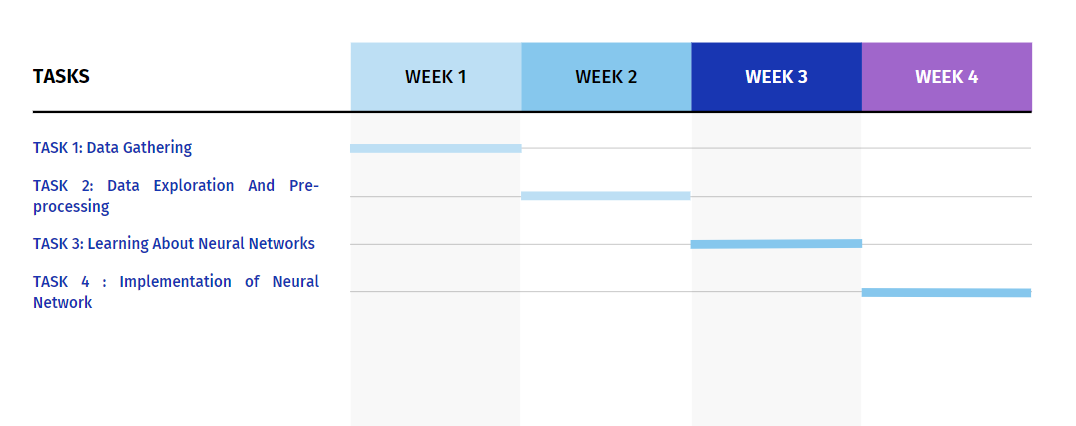 TASKS
WEEK 1
WEEK 2
WEEK 3
WEEK 4
TASK 1: Data Gathering
TASK 2: Data Exploration And Pre-
processing
TASK 3: Learning About Neural Networks
TASK 4 : Implementation of Neural
Network